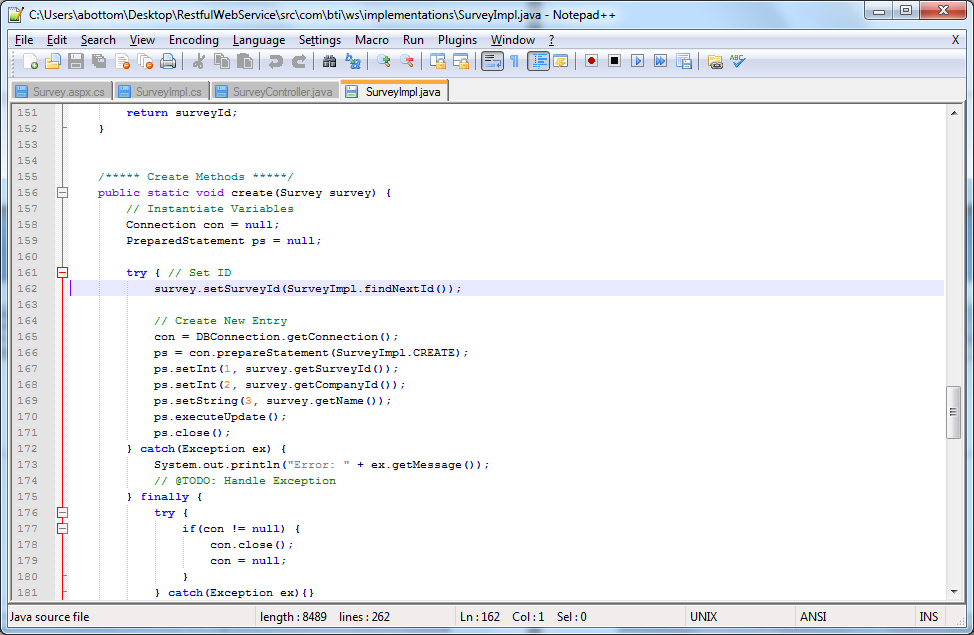 C:\Users\abottom\Desktop\RestfulWebService\src\com\bti\ws\implementations\SurveyImpl.java - Notepad++
File Edit Search View Encoding Language Settings Macro Run Plugins Window ? X
ABC
Survey.aspx.cs SurveyImpl.cs SurveyController.java SurveyImpl.java
151 return surveyId;
152 }
153
154
155 /***** Create Methods *****/
156 public static void create(Survey survey) {
157 // Instantiate Variables
158 Connection con = null;
159 PreparedStatement ps = null;
160
161 try { // Set ID
162 survey.setSurveyId(SurveyImpl.findNextId());
163
164 // Create New Entry
165 con = DBConnection.getConnection();
166 ps = con.prepareStatement(SurveyImpl.CREATE);
167 ps.setInt(1, survey.getSurveyId());
168 ps.setInt(2, survey.getCompanyId());
169 ps.setString(3, survey.getName());
170 ps.executeUpdate();
171 ps.close();
172 } catch(Exception ex) {
173 System.out.println("Error: " + ex.getMessage());
174 // @TODO: Handle Exception
175 } finally {
176 try {
177 if(con != null) {
178 con.close();
179 con = null;
180 }
181 } catch(Exception ex){}
Java source file length : 8489 lines : 262 Ln : 162 Col : 1 Sel : 0 UNIX ANSI INS